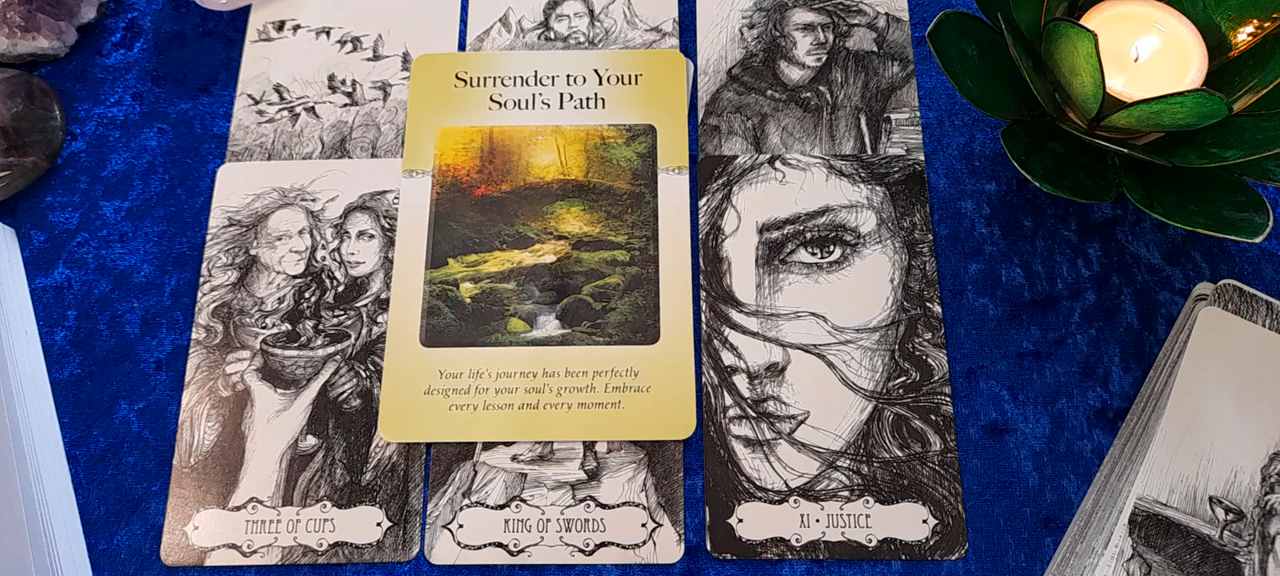 Surrender to Your
Soul's Path
Your life's journey has been perfectly
designed for your soul's growth. Embrace
every lesson and every moment.
THREE OF CUPS
KING OF SWORDS
XI • JUSTICE